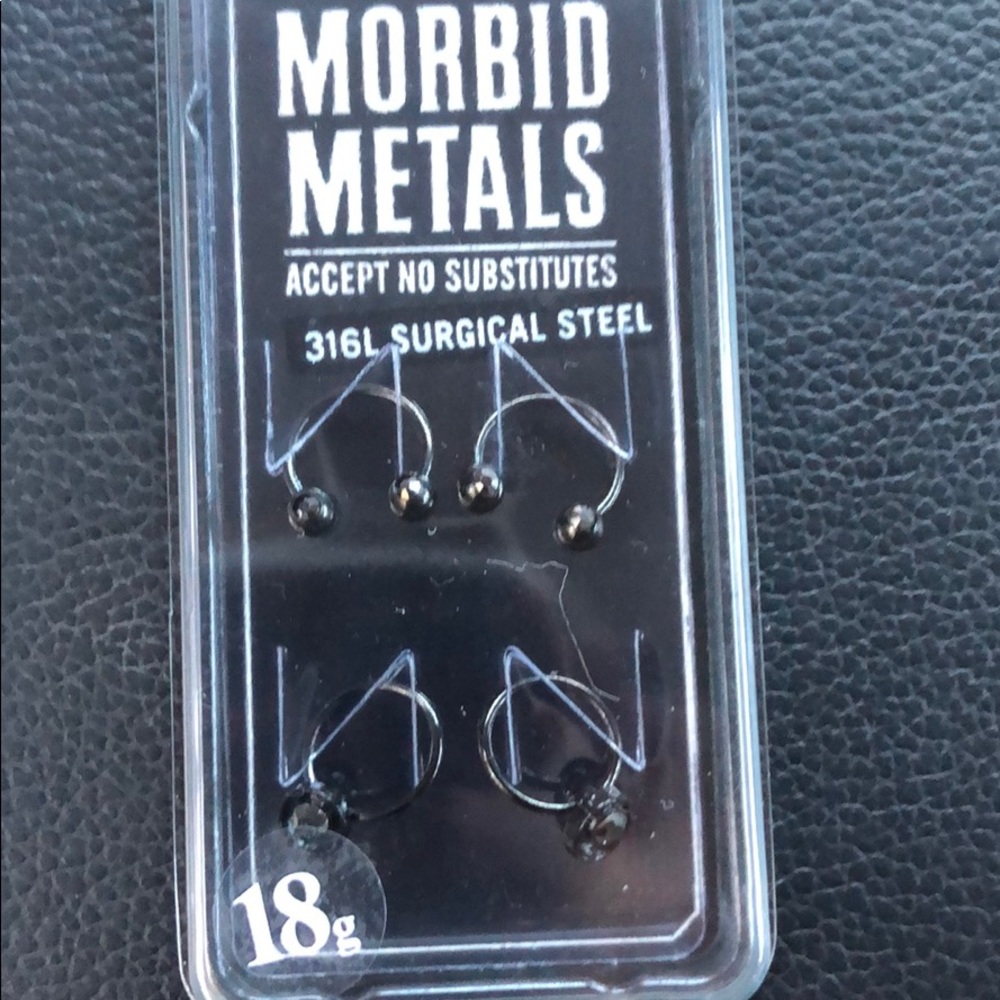 MORBID
METALS
ACCEPT NO SUBSTITUTES
316L SURGICAL STEEL
18g